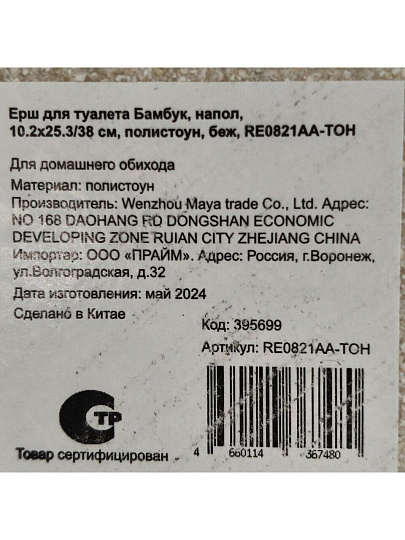 Ерш для туалета Бамбук, напол,
10.2х25.3/38 см, полистоун, беж, RE0821AA-TOH
Для домашнего обихода
Материал: полистоун
Производитель: Wenzhou Maya trade Co., Ltd. Адрес:
NO 168 DAOHANG RD DONGSHAN ECONOMIC
DEVELOPING ZONE RUIAN CITY ZHEJIANG CHINA
Импортер: ООО «ПРАЙМ». Адрес: Россия, г.Воронеж,
ул.Волгоградская, д.32
Дата изготовления: май 2024
Сделано в Китае
Код: 395699
Артикул: RE0821AA-TOH
СТР
Товар сертифицирован
4 660114 367480